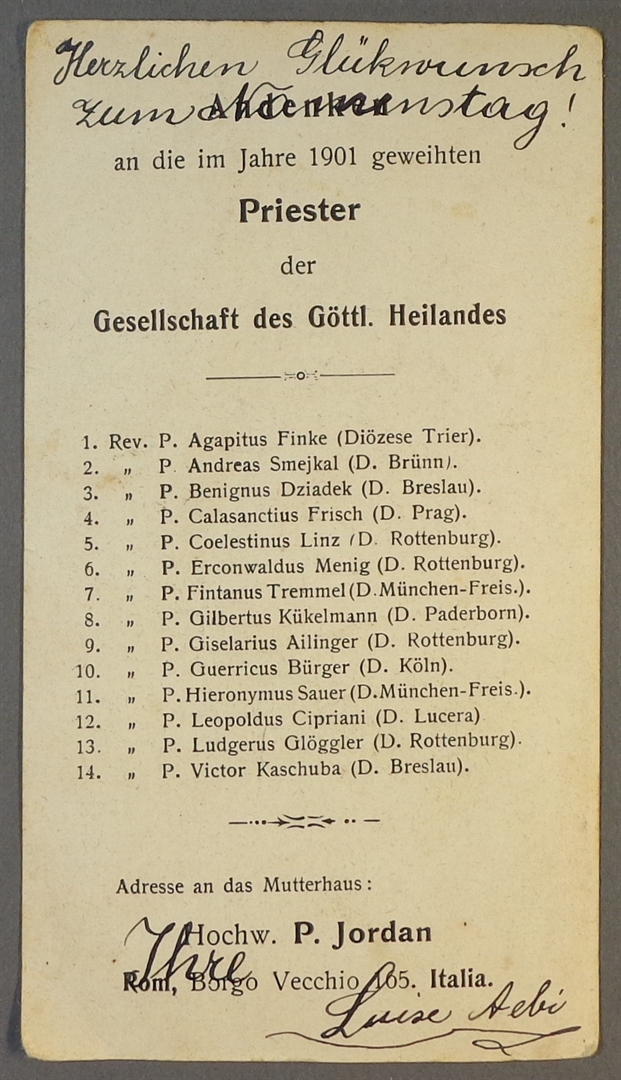 Herzlichen Glükwunsch
zum Namenstag!
Andenken
an die im Jahre 1901 geweihten
Priester
der
Gesellschaft des Göttl. Heilandes
1. Rev. P. Agapitus Finke (Diözese Trier).
2. „ P. Andreas Smejkal (D. Brünn).
3. „ P. Benignus Dziadek (D. Breslau).
4. „ P. Calasanctius Frisch (D. Prag).
5. „ P. Coelestinus Linz (D. Rottenburg).
6. „ P. Erconwaldus Menig (D. Rottenburg).
7. „ P. Fintanus Tremmel (D. München-Freis.).
8. „ P. Gilbertus Kükelmann (D. Paderborn).
9. „ P. Giselarius Ailinger (D. Rottenburg).
10. „ P. Guerricus Bürger (D. Köln).
11. „ P. Hieronymus Sauer (D. München-Freis.).
12. „ P. Leopoldus Cipriani (D. Lucera)
13. „ P. Ludgerus Glöggler (D. Rottenburg).
14. „ P. Victor Kaschuba (D. Breslau).
Adresse an das Mutterhaus:
Hochw. P. Jordan
Rom, Borgo Vecchio 165. Italia.
Ihre
Luise Aebi